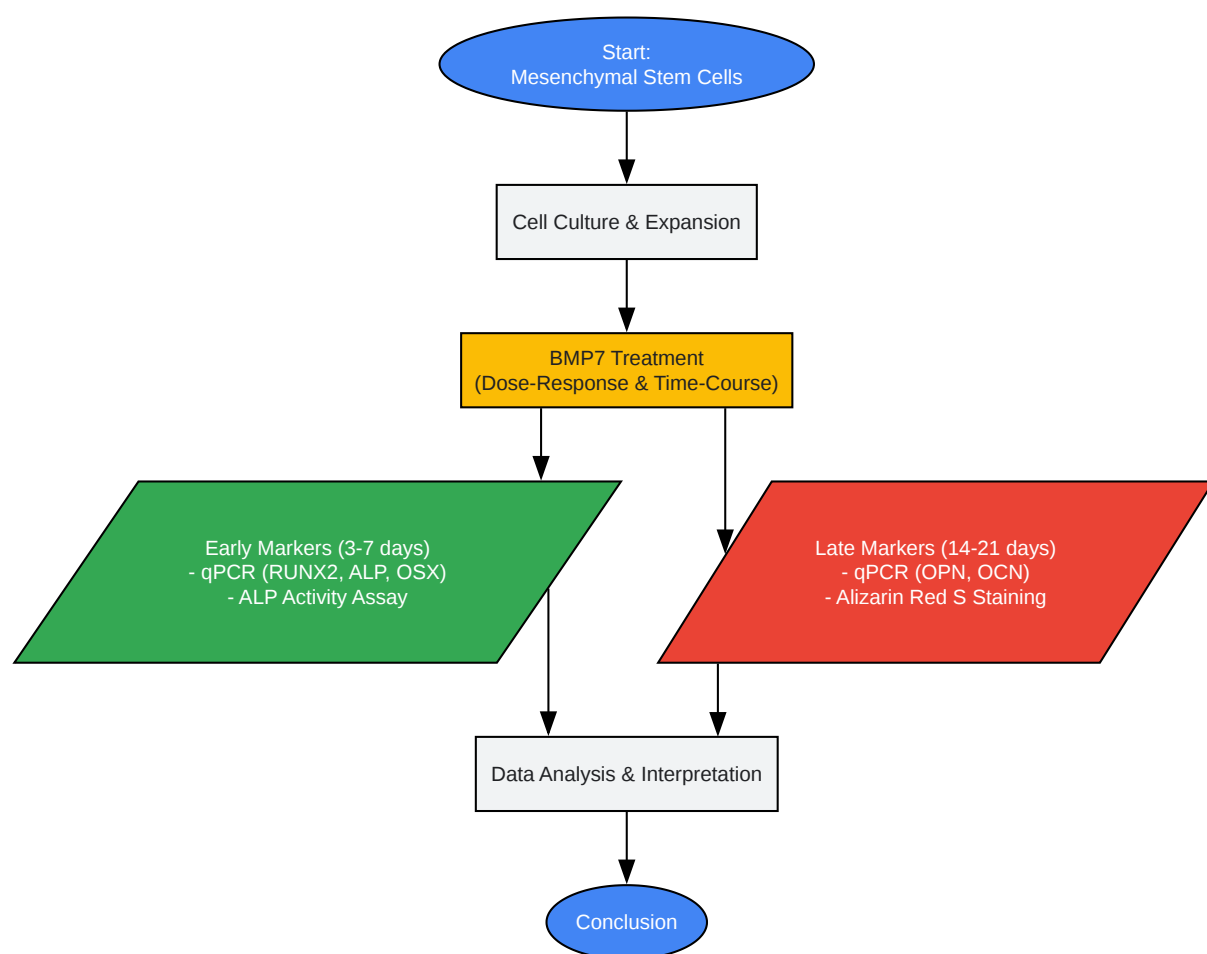 Start:
Mesenchymal Stem Cells
Cell Culture & Expansion
BMP7 Treatment
(Dose-Response & Time-Course)
Early Markers (3-7 days)
- qPCR (RUNX2, ALP, OSX)
- ALP Activity Assay
Late Markers (14-21 days)
- qPCR (OPN, OCN)
- Alizarin Red S Staining
Data Analysis & Interpretation
Conclusion